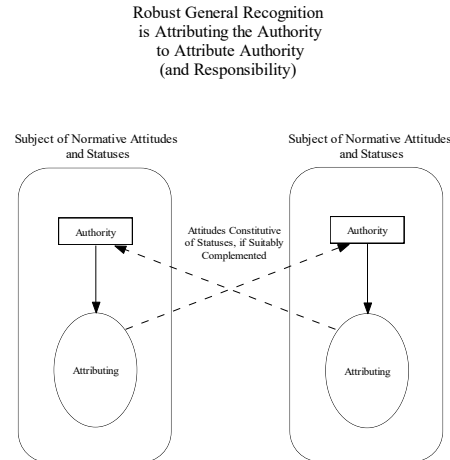 Robust General Recognition
is Attributing the Authority
to Attribute Authority
(and Responsibility)
Subject of Normative Attitudes
and Statuses
Subject of Normative Attitudes
and Statuses
Authority
Attitudes Constitutive
of Statuses, if Suitably
Complemented
Authority
Attributing
Attributing